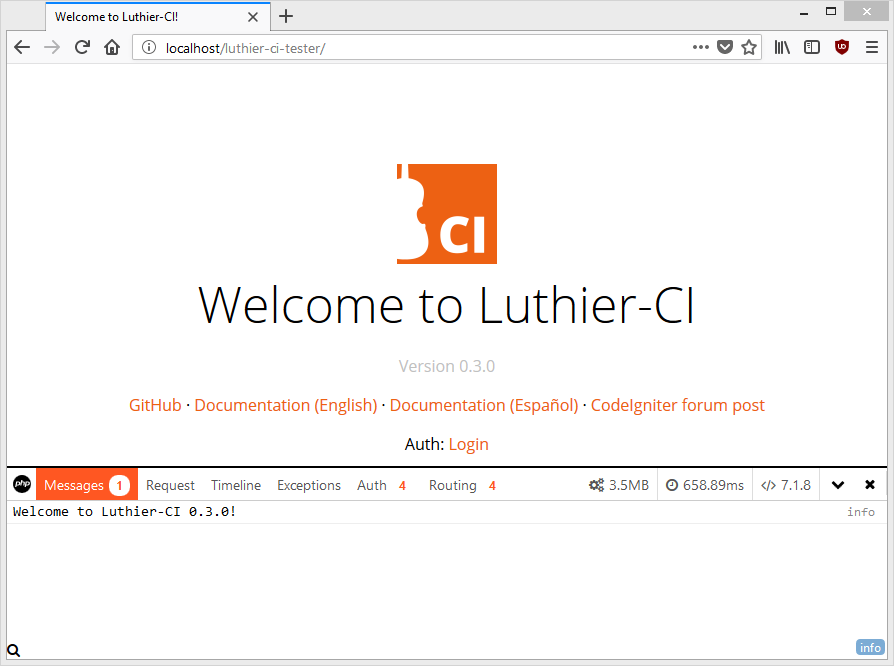 Welcome to Luthier-CI!
localhost/luthier-ci-tester/
CI
Welcome to Luthier-CI
Version 0.3.0
GitHub · Documentation (English) · Documentation (Español) · CodeIgniter forum post
Auth: Login
php Messages 1 Request Timeline Exceptions Auth 4 Routing 4 3.5MB 658.89ms </> 7.1.8
Welcome to Luthier-CI 0.3.0! info
info